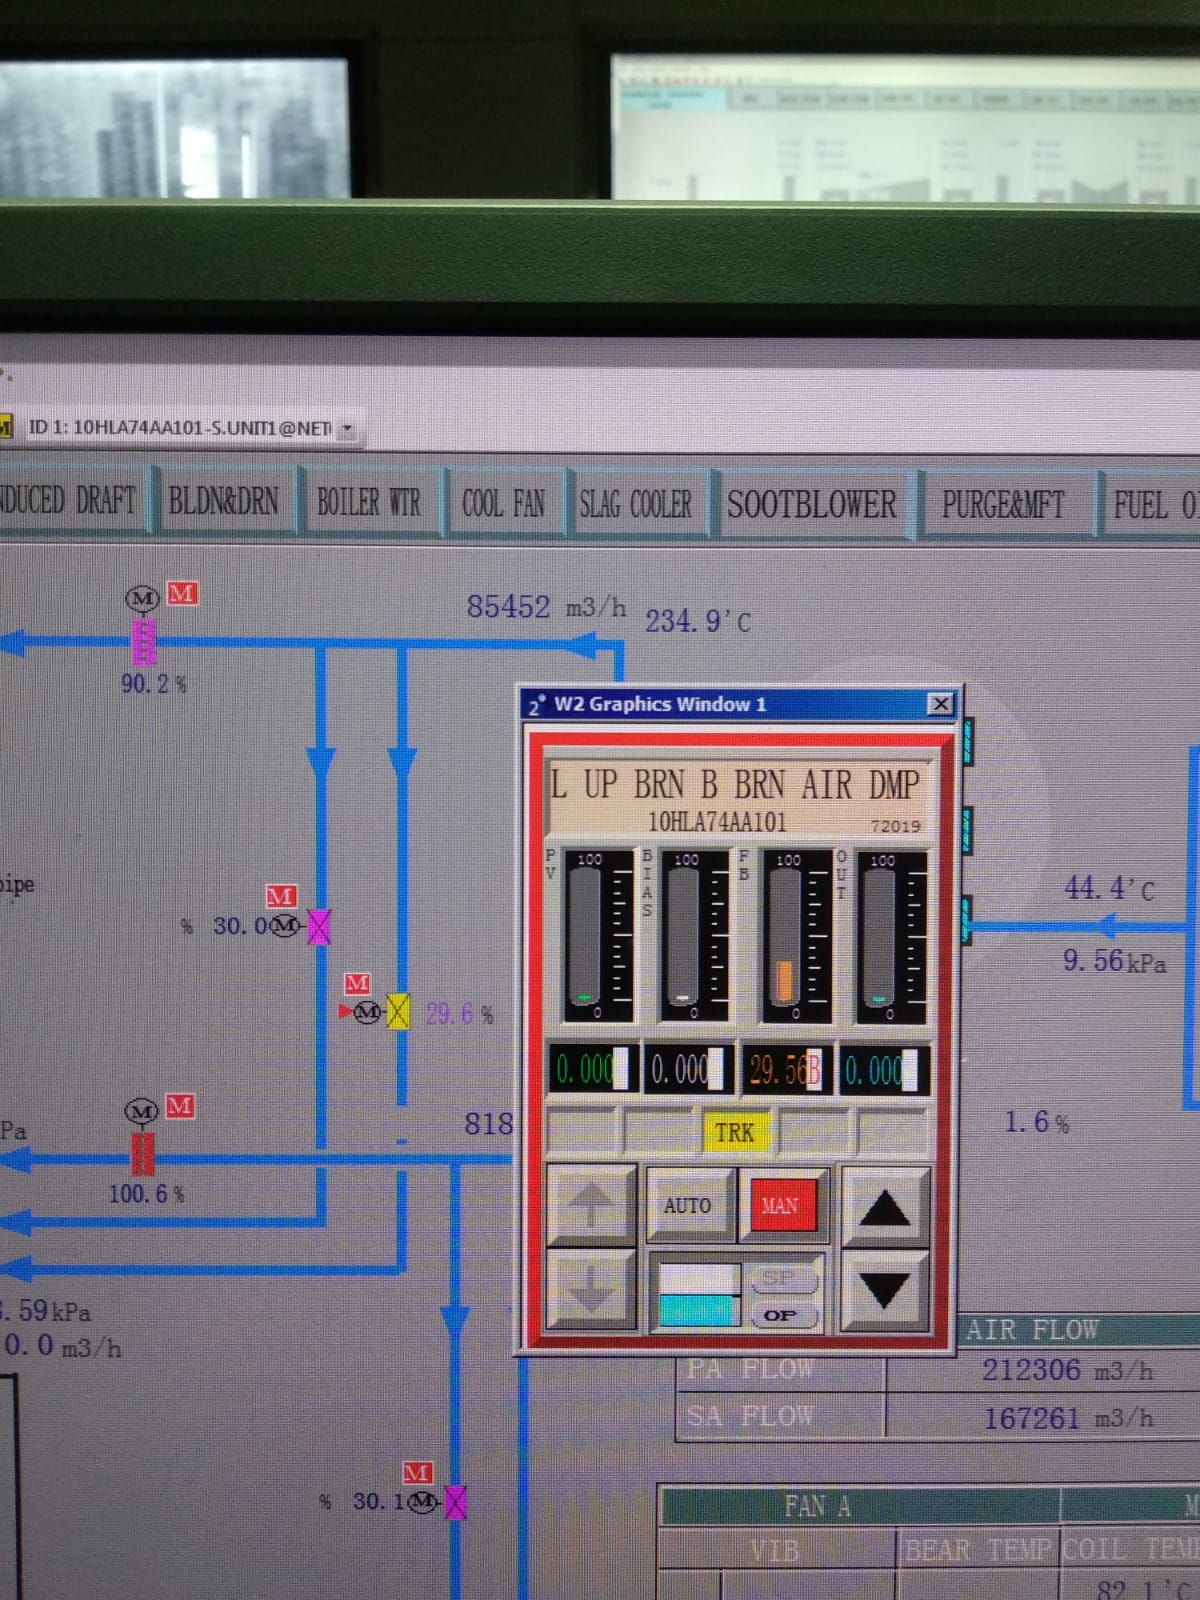 ID 1: 10HLA74AA101-S.UNIT1@NET
DUCED DRAFT
BLDN&DRN
BOILER WTR
COOL FAN
SLAG COOLER
SOOTBLOWER
PURGE&MFT
FUEL
M M
85452 m3/h
234.9'C
90.2 %
W2 Graphics Window 1
L UP BRN B BRN AIR DMP
10HLA74AA101
72019
PV 100 0
BIAS 100 0
FB 100 0
OUT 100 0
44.4'C
9.56 kPa
pipe
M
% 30.0 M
M
M 29.6 %
0.000 0.000 29.56B 0.000
M M
Pa
818
TRK
1.6 %
100.6 %
AUTO MAN
SP
OP
.59 kPa
0.0 m3/h
AIR FLOW
PA FLOW 212306 m3/h
SA FLOW 167261 m3/h
M
% 30.1 M
FAN A
M
VIB BEAR TEMP COIL TEMP
82.1'C